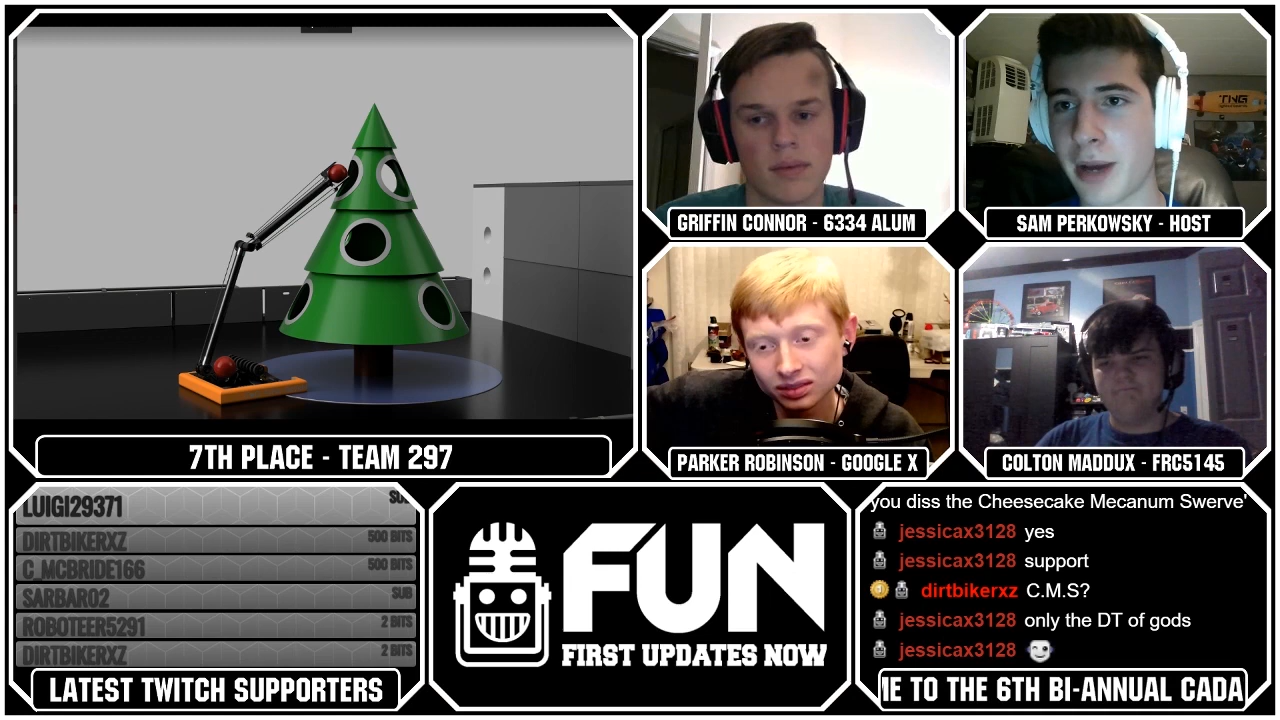 TNG
GRIFFIN CONNOR - 6334 ALUM
SAM PERKOWSKY - HOST
7TH PLACE - TEAM 297
PARKER ROBINSON - GOOGLE X
COLTON MADDUX - FRC5145
LUIGI29371 SUB
DIRTBIKERXZ 500 BITS
C_MCBRIDE166 500 BITS
SARBAR02 SUB
ROBOTEER5291 2 BITS
DIRTBIKERXZ 2 BITS
LATEST TWITCH SUPPORTERS
FUN
FIRST UPDATES NOW
you diss the Cheesecake Mecanum Swerve'
jessicax3128 yes
jessicax3128 support
dirtbikerxz C.M.S?
jessicax3128 only the DT of gods
jessicax3128
ME TO THE 6TH BI-ANNUAL CADA